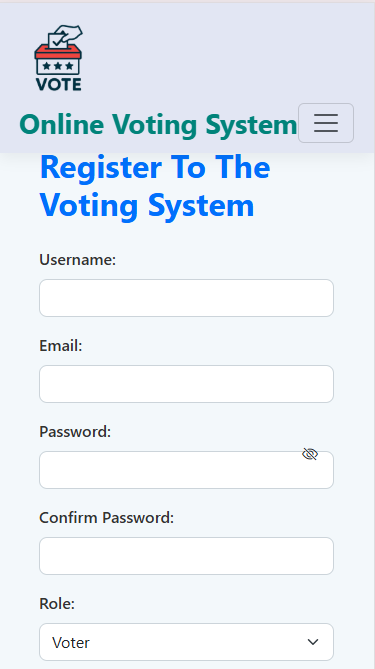 VOTE
Online Voting System
Register To The
Voting System
Username:
Email:
Password:
Confirm Password:
Role:
Voter